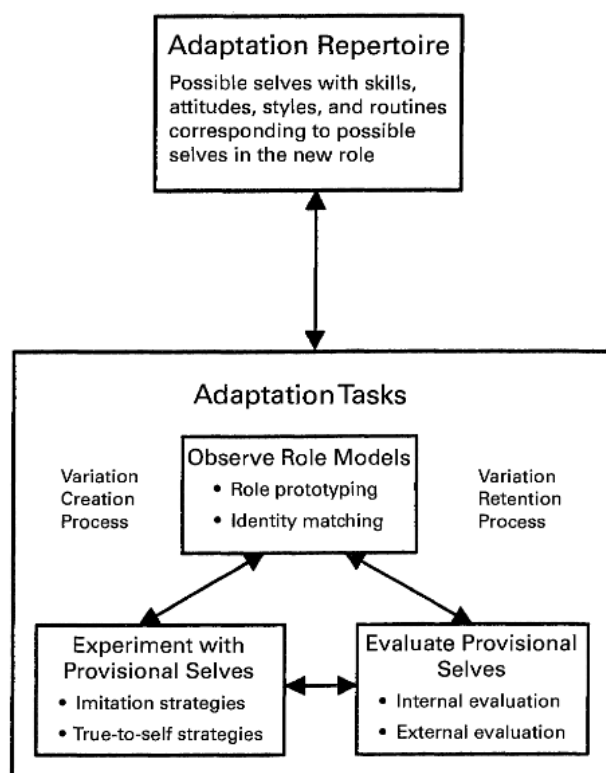 Adaptation Repertoire
Possible selves with skills,
attitudes, styles, and routines
corresponding to possible
selves in the new role
Adaptation Tasks
Observe Role Models
• Role prototyping
• Identity matching
Variation
Creation
Process
Variation
Retention
Process
Experiment with
Provisional Selves
• Imitation strategies
• True-to-self strategies
Evaluate Provisional
Selves
• Internal evaluation
• External evaluation